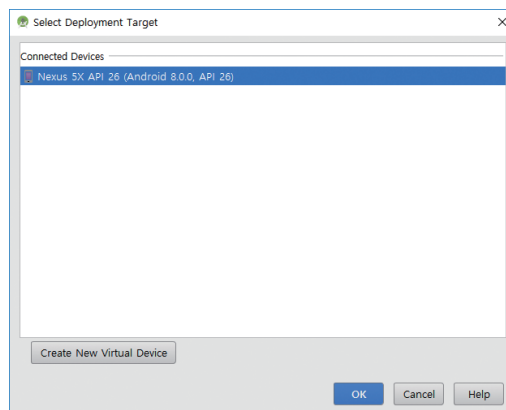 Select Deployment Target
Connected Devices
Nexus 5X API 26 (Android 8.0.0, API 26)
Create New Virtual Device
OK Cancel Help